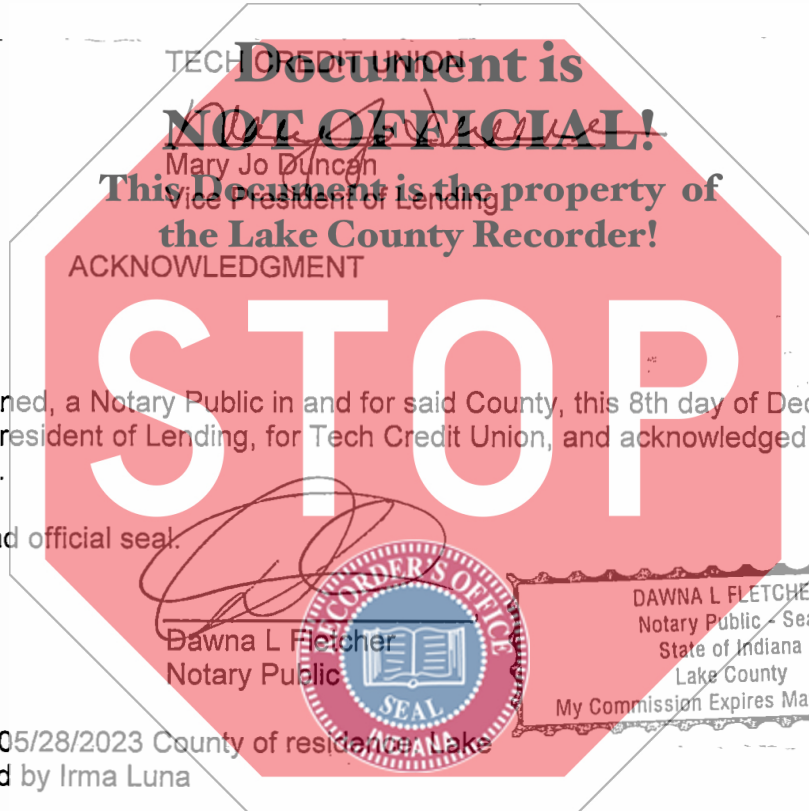 TECH CREDIT UNION
Document is
NOT OFFICIAL!
Mary Jo Duncan
Vice President of Lending
This Document is the property of
the Lake County Recorder!
ACKNOWLEDGMENT
STOP
ned, a Notary Public in and for said County, this 8th day of Dec
resident of Lending, for Tech Credit Union, and acknowledged
.
d official seal.
Dawna L Fletcher
Notary Public
RECORDER'S OFFICE
SEAL
INDIANA
DAWNA L FLETCHE
Notary Public - Sea
State of Indiana
Lake County
My Commission Expires Ma
05/28/2023 County of residence: Lake
d by Irma Luna